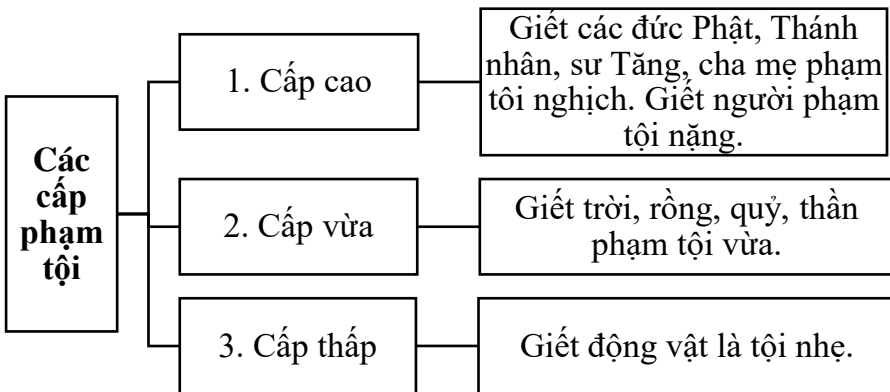 Các
cấp
phạm
tội
1. Cấp cao
Giết các đức Phật, Thánh
nhân, sư Tăng, cha mẹ phạm
tôi nghịch. Giết người phạm
tội nặng.
2. Cấp vừa
Giết trời, rồng, quỷ, thần
phạm tội vừa.
3. Cấp thấp
Giết động vật là tội nhẹ.